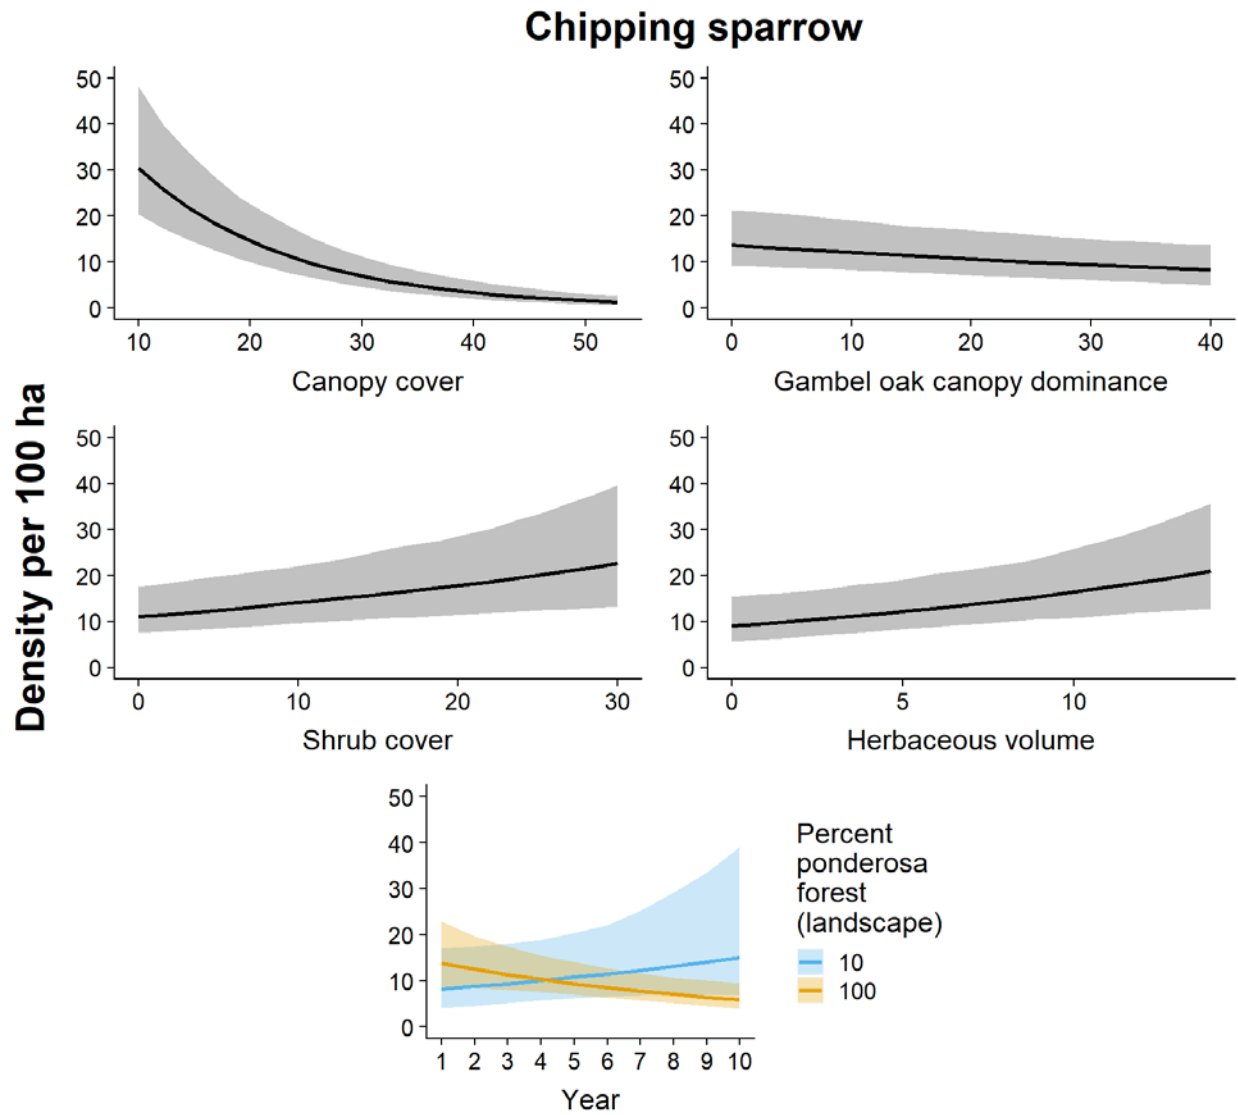 Chipping sparrow
Density per 100 ha
50
40
30
20
10
0
10 20 30 40 50
Canopy cover
50
40
30
20
10
0
0 10 20 30 40
Gambel oak canopy dominance
50
40
30
20
10
0
0 10 20 30
Shrub cover
50
40
30
20
10
0
0 5 10
Herbaceous volume
50
40
30
20
10
0
1 2 3 4 5 6 7 8 9 10
Year
Percent
ponderosa
forest
(landscape)
10
100